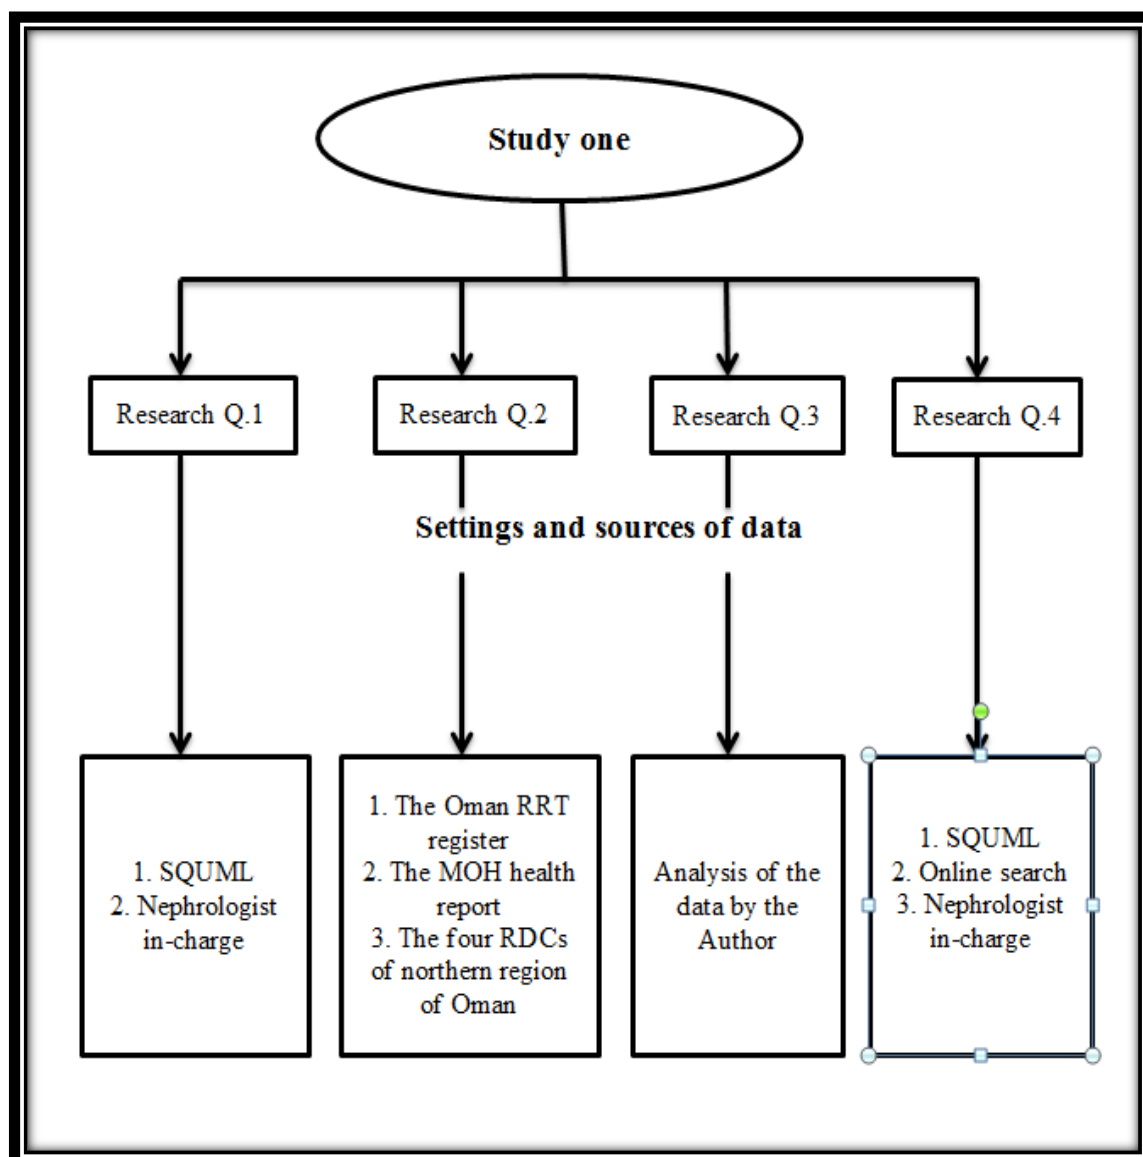 Study one
Research Q.1
Research Q.2
Research Q.3
Research Q.4
Settings and sources of data
1. SQUML
2. Nephrologist
in-charge
1. The Oman RRT
register
2. The MOH health
report
3. The four RDCs
of northern region
of Oman
Analysis of the
data by the
Author
1. SQUML
2. Online search
3. Nephrologist
in-charge